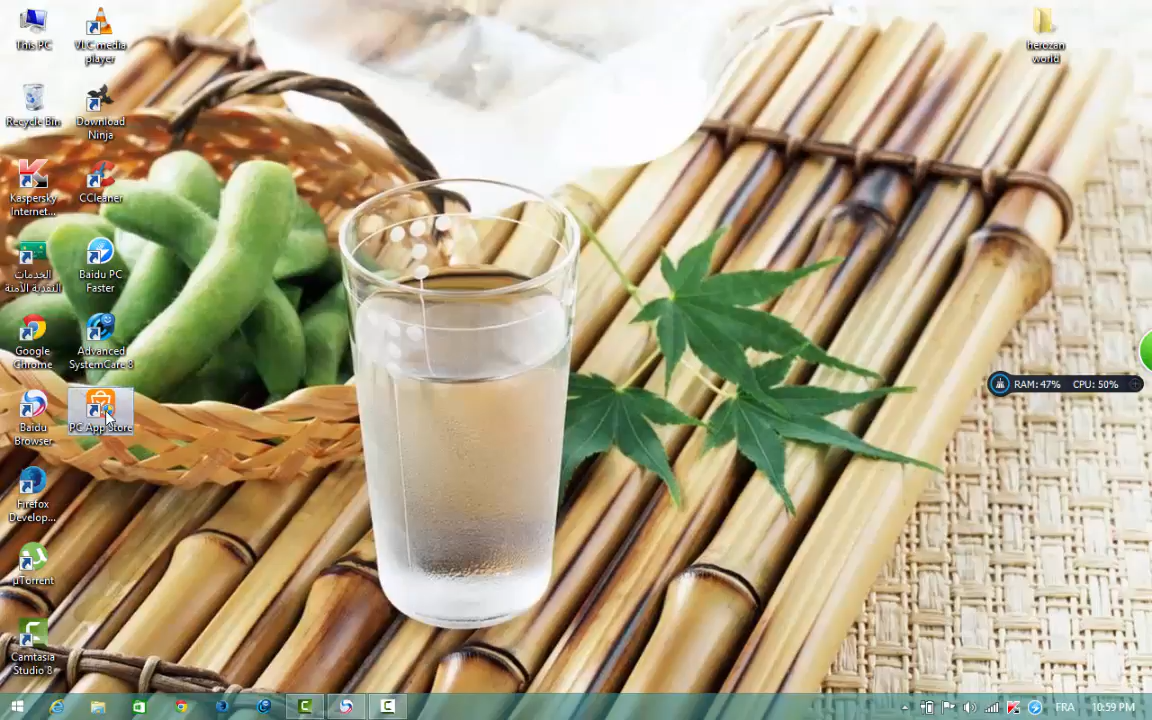 This PC
VLC media
player
Recycle Bin
Download
Ninja
Kaspersky
Internet...
CCleaner
الخدمات
النقدية الآمنة
Baidu PC
Faster
Google
Chrome
Advanced
SystemCare 8
Baidu
Browser
PC App Store
Firefox
Develop...
µTorrent
Camtasia
Studio 8
herozan
world
RAM: 47% CPU: 50%
FRA 10:59 PM